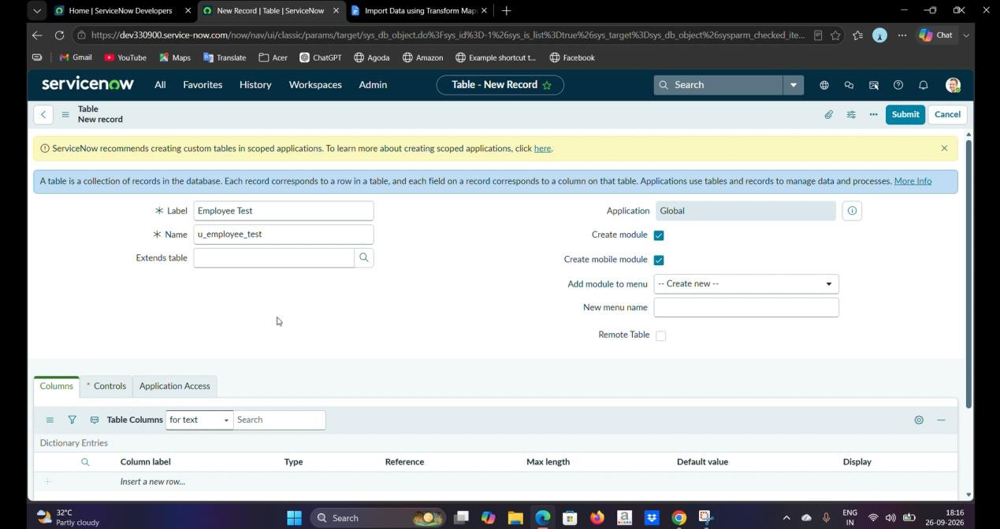 Home | ServiceNow Developers
New Record | Table | ServiceNow
Import Data using Transform Map
https://dev330900.service-now.com/now/nav/ui/classic/params/target/sys_db_object.do%3Fsys_id%3D-1%26sys_is_list%3Dtrue%26sys_target%3Dsys_db_object%26sysparm_checked_ite...
Chat
Gmail
YouTube
Maps
Translate
Acer
ChatGPT
Agoda
Amazon
Example shortcut t...
Facebook
servicenow
All
Favorites
History
Workspaces
Admin
Table - New Record
Search
Table
New record
Submit
Cancel
ServiceNow recommends creating custom tables in scoped applications. To learn more about creating scoped applications, click here.
A table is a collection of records in the database. Each record corresponds to a row in a table, and each field on a record corresponds to a column on that table. Applications use tables and records to manage data and processes. More Info
Label
Employee Test
Application
Global
Name
u_employee_test
Create module
Extends table
Create mobile module
Add module to menu
-- Create new --
New menu name
Remote Table
Columns
* Controls
Application Access
Table Columns
for text
Search
Dictionary Entries
Column label
Type
Reference
Max length
Default value
Display
Insert a new row...
32°C
Partly cloudy
Search
ENG
IN
18:16
26-09-2026